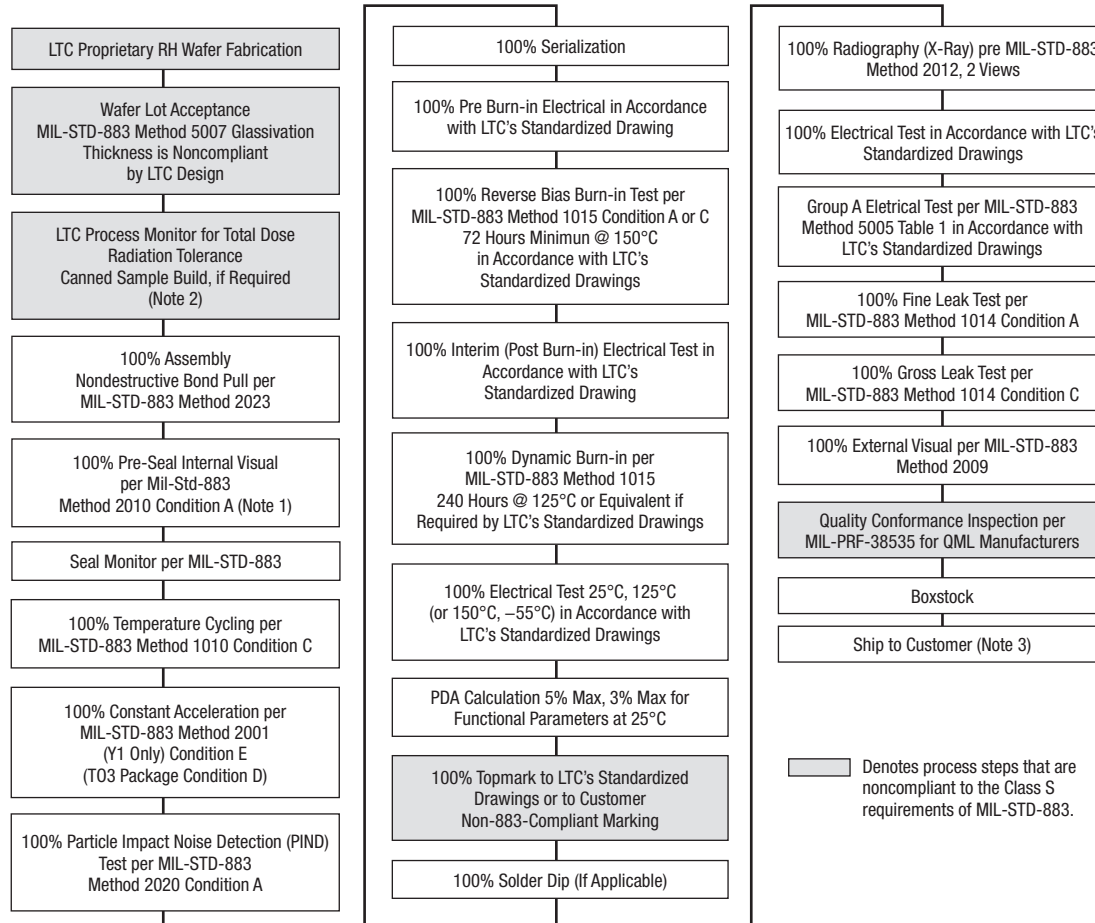 LTC Proprietary RH Wafer Fabrication
Wafer Lot Acceptance
MIL-STD-883 Method 5007 Glassivation
Thickness is Noncompliant
by LTC Design
LTC Process Monitor for Total Dose
Radiation Tolerance
Canned Sample Build, if Required
(Note 2)
100% Assembly
Nondestructive Bond Pull per
MIL-STD-883 Method 2023
100% Pre-Seal Internal Visual
per Mil-Std-883
Method 2010 Condition A (Note 1)
Seal Monitor per MIL-STD-883
100% Temperature Cycling per
MIL-STD-883 Method 1010 Condition C
100% Constant Acceleration per
MIL-STD-883 Method 2001
(Y1 Only) Condition E
(TO3 Package Condition D)
100% Particle Impact Noise Detection (PIND)
Test per MIL-STD-883
Method 2020 Condition A
100% Serialization
100% Pre Burn-in Electrical in Accordance
with LTC's Standardized Drawing
100% Reverse Bias Burn-in Test per
MIL-STD-883 Method 1015 Condition A or C
72 Hours Minimun @ 150°C
in Accordance with LTC's
Standardized Drawings
100% Interim (Post Burn-in) Electrical Test in
Accordance with LTC's
Standardized Drawing
100% Dynamic Burn-in per
MIL-STD-883 Method 1015
240 Hours @ 125°C or Equivalent if
Required by LTC's Standardized Drawings
100% Electrical Test 25°C, 125°C
(or 150°C, –55°C) in Accordance with
LTC's Standardized Drawings
PDA Calculation 5% Max, 3% Max for
Functional Parameters at 25°C
100% Topmark to LTC's Standardized
Drawings or to Customer
Non-883-Compliant Marking
100% Solder Dip (If Applicable)
100% Radiography (X-Ray) pre MIL-STD-883
Method 2012, 2 Views
100% Electrical Test in Accordance with LTC's
Standardized Drawings
Group A Eletrical Test per MIL-STD-883
Method 5005 Table 1 in Accordance with
LTC's Standardized Drawings
100% Fine Leak Test per
MIL-STD-883 Method 1014 Condition A
100% Gross Leak Test per
MIL-STD-883 Method 1014 Condition C
100% External Visual per MIL-STD-883
Method 2009
Quality Conformance Inspection per
MIL-PRF-38535 for QML Manufacturers
Boxstock
Ship to Customer (Note 3)
Denotes process steps that are
noncompliant to the Class S
requirements of MIL-STD-883.